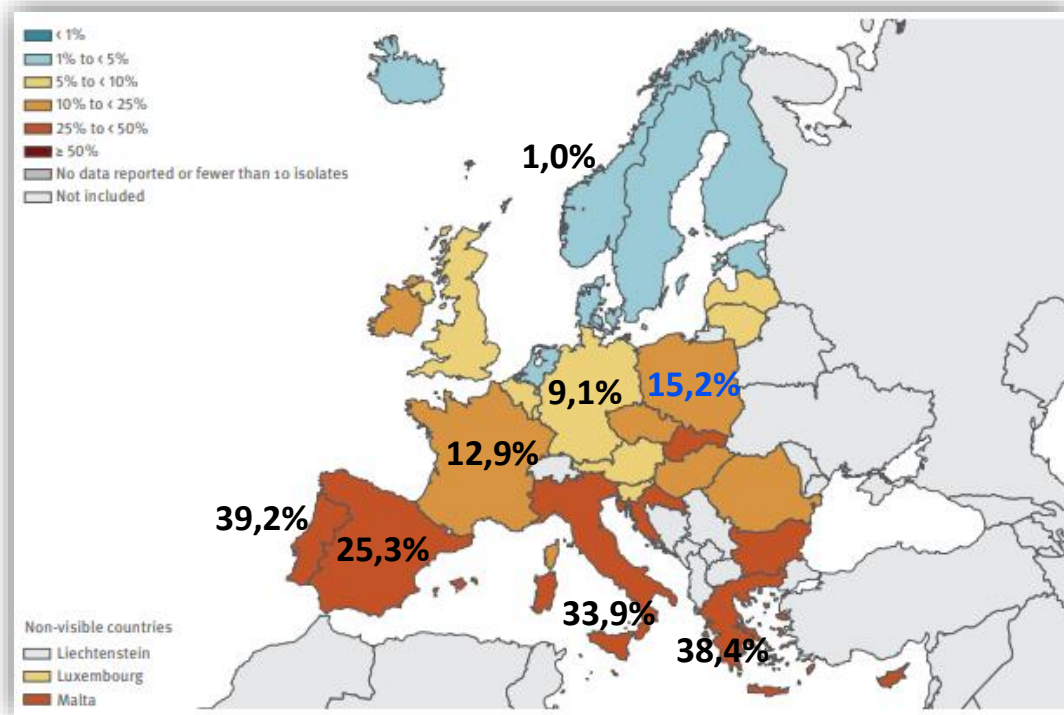 < 1%
1% to < 5%
5% to < 10%
10% to < 25%
25% to < 50%
≥ 50%
No data reported or fewer than 10 isolates
Not included
1,0%
9,1%
15,2%
12,9%
39,2%
25,3%
33,9%
38,4%
Non-visible countries
Liechtenstein
Luxembourg
Malta